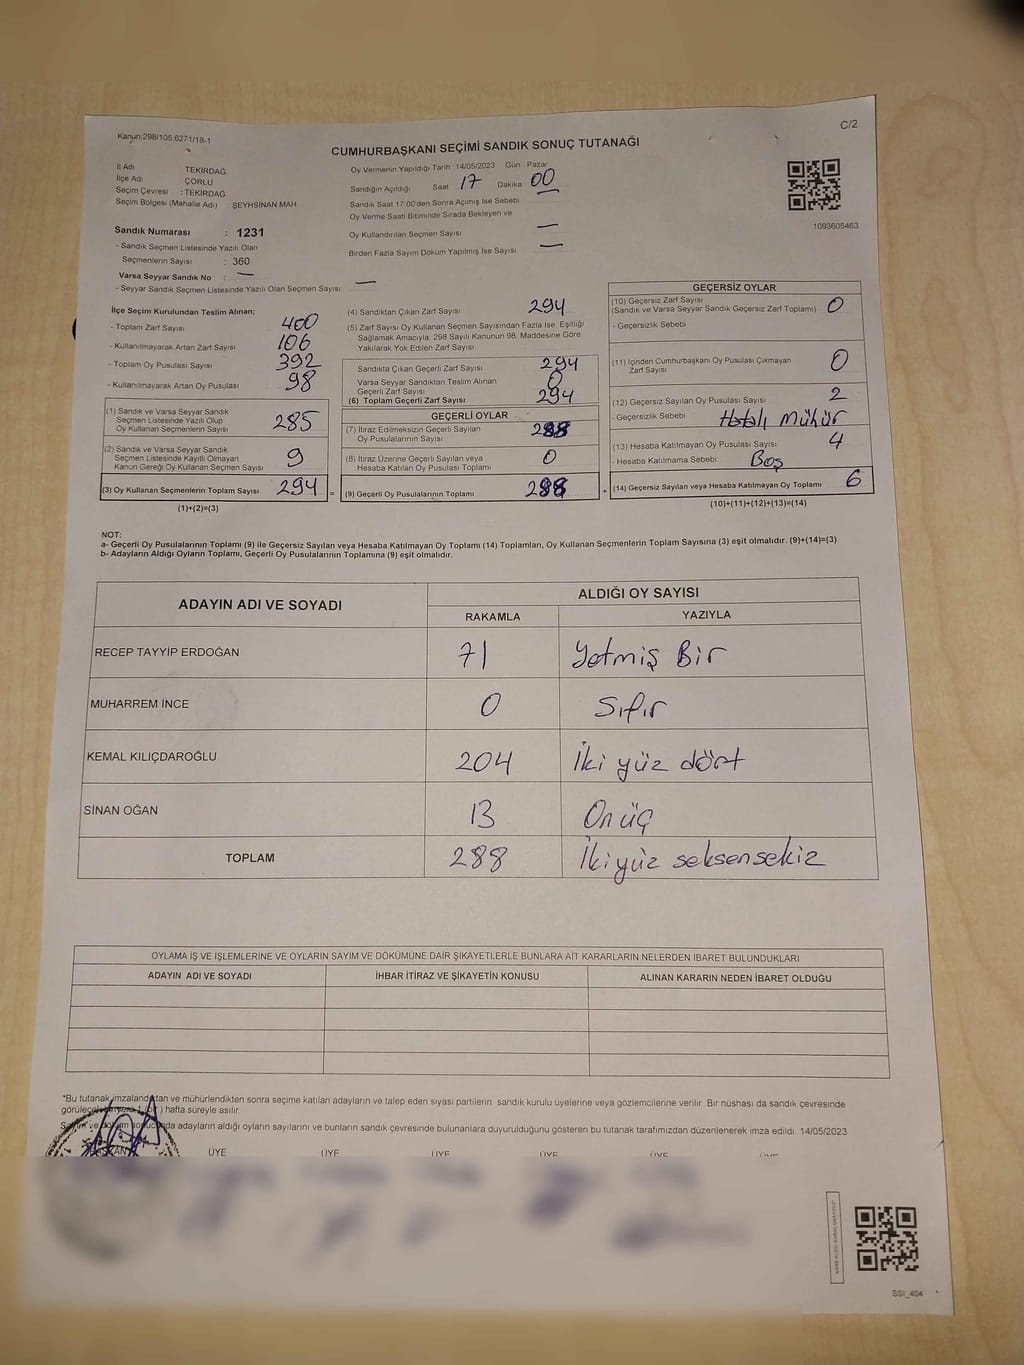 Kanun:298/105,6271/18-1
C/2
CUMHURBAŞKANI SEÇİMİ SANDIK SONUÇ TUTANAĞI
İl Adı TEKİRDAĞ
İlçe Adı ÇORLU
Seçim Çevresi : TEKİRDAĞ
Seçim Bölgesi (Mahalle Adı) ŞEYHSİNAN MAH
Sandık Numarası : 1231
- Sandık Seçmen Listesinde Yazılı Olan
Seçmenlerin Sayısı : 360
Varsa Seyyar Sandık No : —
- Seyyar Sandık Seçmen Listesinde Yazılı Olan Seçmen Sayısı: —
Oy Vermenin Yapıldığı Tarih :14/05/2023 Gün Pazar
Sandığın Açıldığı Saat 17 Dakika 00
Sandık Saat 17:00'den Sonra Açımış İse Sebebi
Oy Verme Saati Bitiminde Sırada Bekleyen ve
Oy Kullandırılan Seçmen Sayısı —
Birden Fazla Sayım Döküm Yapılmış İse Sayısı —
1093605463
İlçe Seçim Kurulundan Teslim Alınan;
- Toplam Zarf Sayısı 400
- Kullanılmayarak Artan Zarf Sayısı 106
- Toplam Oy Pusulası Sayısı 392
- Kullanılmayarak Artan Oy Pusulası 98
(1) Sandık ve Varsa Seyyar Sandık
Seçmen Listesinde Yazılı Olup
Oy Kullanan Seçmenlerin Sayısı 285
(2) Sandık ve Varsa Seyyar Sandık
Seçmen Listesinde Kayıtlı Olmayan
Kanun Gereği Oy Kullanan Seçmen Sayısı 9
(3) Oy Kullanan Seçmenlerin Toplam Sayısı 294 =
(1)+(2)=(3)
(4) Sandıktan Çıkan Zarf Sayısı 294
(5) Zarf Sayısı Oy Kullanan Seçmen Sayısından Fazla İse, Eşitliği
Sağlamak Amacıyla, 298 Sayılı Kanunun 98. Maddesine Göre
Yakılarak Yok Edilen Zarf Sayısı
Sandıkta Çıkan Geçerli Zarf Sayısı 294
Varsa Seyyar Sandıktan Teslim Alınan
Geçerli Zarf Sayısı 0
(6) Toplam Geçerli Zarf Sayısı 294
GEÇERLİ OYLAR
(7) İtiraz Edilmeksizin Geçerli Sayılan
Oy Pusulalarının Sayısı 288
(8) İtiraz Üzerine Geçerli Sayılan veya
Hesaba Katılan Oy Pusulası Toplamı 0
(9) Geçerli Oy Pusulalarının Toplamı 288 +
GEÇERSİZ OYLAR
(10) Geçersiz Zarf Sayısı
(Sandık ve Varsa Seyyar Sandık Geçersiz Zarf Toplamı) 0
- Geçersizlik Sebebi
(11) İçinden Cumhurbaşkanı Oy Pusulası Çıkmayan
Zarf Sayısı 0
(12) Geçersiz Sayılan Oy Pusulası Sayısı 2
- Geçersizlik Sebebi Hatalı Mühür
(13) Hesaba Katılmayan Oy Pusulası Sayısı 4
- Hesaba Katılmama Sebebi Boş
(14) Geçersiz Sayılan veya Hesaba Katılmayan Oy Toplamı 6
(10)+(11)+(12)+(13)=(14)
NOT:
a- Geçerli Oy Pusulalarının Toplamı (9) ile Geçersiz Sayılan veya Hesaba Katılmayan Oy Toplamı (14) Toplamları, Oy Kullanan Seçmenlerin Toplam Sayısına (3) eşit olmalıdır. (9)+(14)=(3)
b- Adayların Aldığı Oyların Toplamı, Geçerli Oy Pusulalarının Toplamına (9) eşit olmalıdır.
ADAYIN ADI VE SOYADI
ALDIĞI OY SAYISI
RAKAMLA YAZIYLA
RECEP TAYYİP ERDOĞAN 71 Yetmiş Bir
MUHARREM İNCE 0 Sıfır
KEMAL KILIÇDAROĞLU 204 İki yüz dört
SİNAN OĞAN 13 On üç
TOPLAM 288 İkiyüz seksensekiz
OYLAMA İŞ VE İŞLEMLERİNE VE OYLARIN SAYIM VE DÖKÜMÜNE DAİR ŞİKAYETLERLE BUNLARA AİT KARARLARIN NELERDEN İBARET BULUNDUKLARI
ADAYIN ADI VE SOYADI İHBAR İTİRAZ VE ŞİKAYETİN KONUSU ALINAN KARARIN NEDEN İBARET OLDUĞU
*Bu tutanak imzalandıktan ve mühürlendikten sonra seçime katılan adayların ve talep eden siyasi partilerin sandık kurulu üyelerine veya gözlemcilerine verilir. Bir nüshası da sandık çevresinde
hafta süreyle asılır.
adayların aldığı oyların sayılarını ve bunların sandık çevresinde bulunanlara duyurulduğunu gösteren bu tutanak tarafımızdan düzenlenerek imza edildi. 14/05/2023
BAŞKAN ÜYE ÜYE ÜYE ÜYE ÜYE
SSI_404